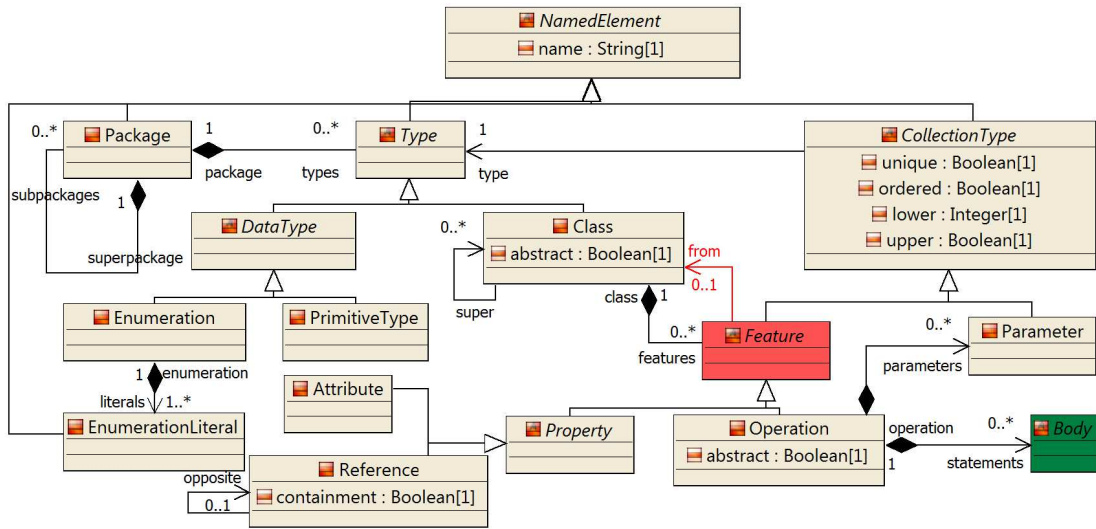 NamedElement
name : String[1]
0..*
Package
1
0..*
Type
1
CollectionType
package
types
type
unique : Boolean[1]
ordered : Boolean[1]
lower : Integer[1]
upper : Boolean[1]
subpackages
1
superpackage
DataType
0..*
Class
abstract : Boolean[1]
from
0..1
super
class
1
Enumeration
PrimitiveType
0..*
Feature
features
0..*
Parameter
parameters
1
enumeration
literals
1..*
Attribute
EnumerationLiteral
Property
Operation
abstract : Boolean[1]
operation
1
0..*
statements
Body
opposite
0..1
Reference
containment : Boolean[1]